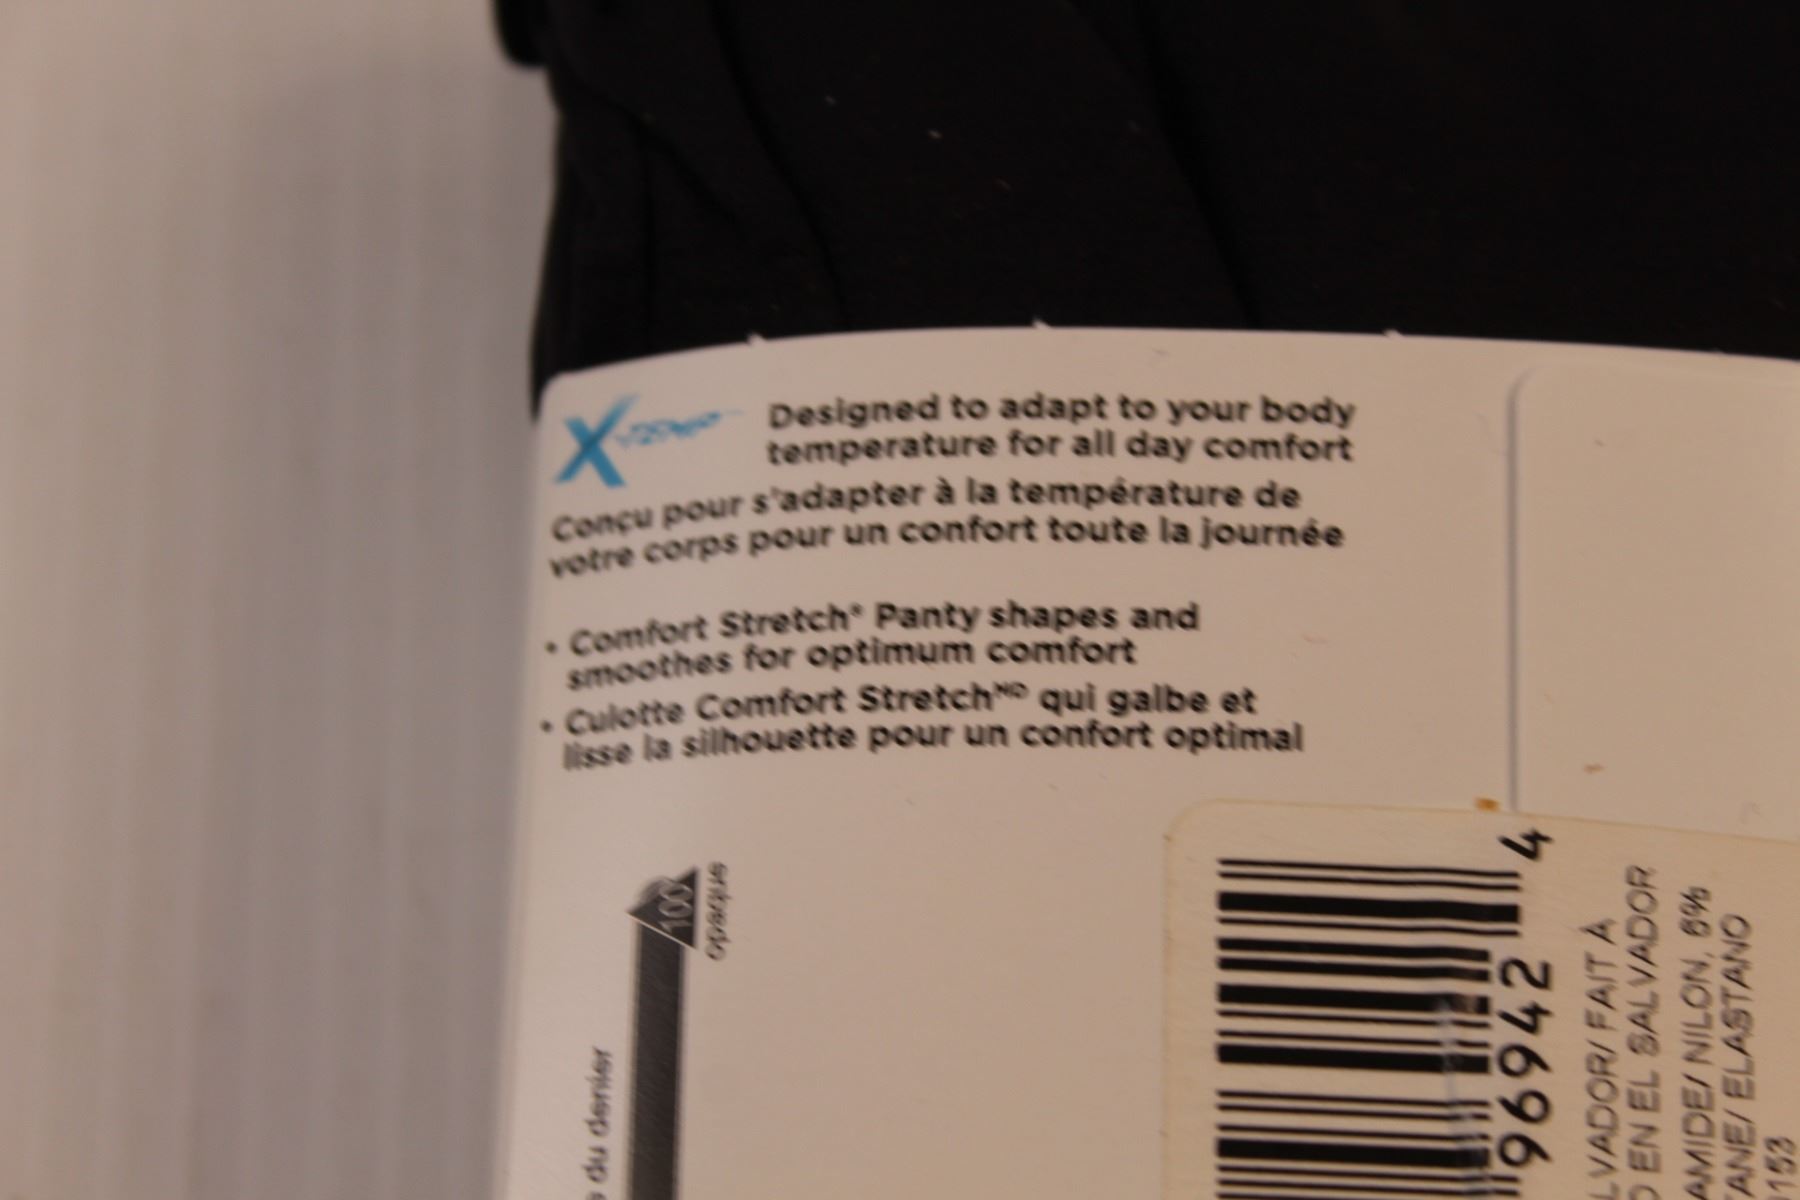 Designed to adapt to your body
temperature for all day comfort
Conçu pour s'adapter à la température de
votre corps pour un confort toute la journée
• Comfort Stretch® Panty shapes and
smoothes for optimum comfort
• Culotte Comfort Stretch MD qui galbe et
lisse la silhouette pour un confort optimal
100
opaque
du denier
96942 4
LVADOR/ FAIT À
EN EL SALVADOR
AMIDE/ NILON, 6%
ANE/ ELASTANO
153